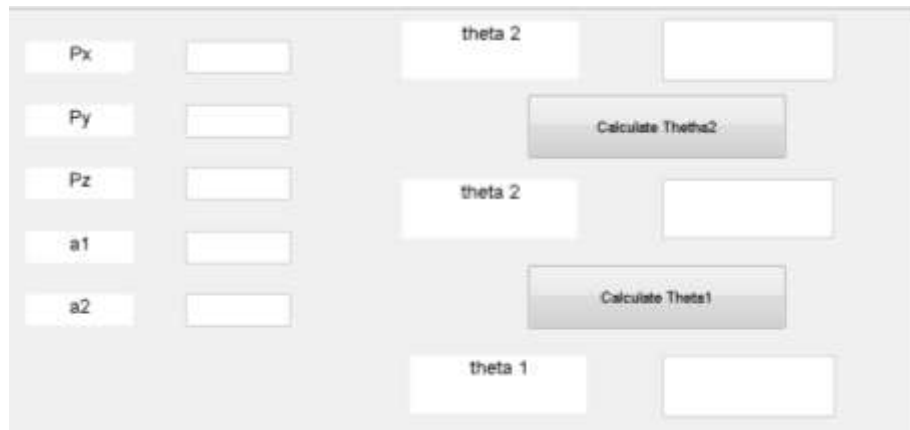 Px
Py
Pz
a1
a2
theta 2
Calculate Thetha2
theta 2
Calculate Theta1
theta 1